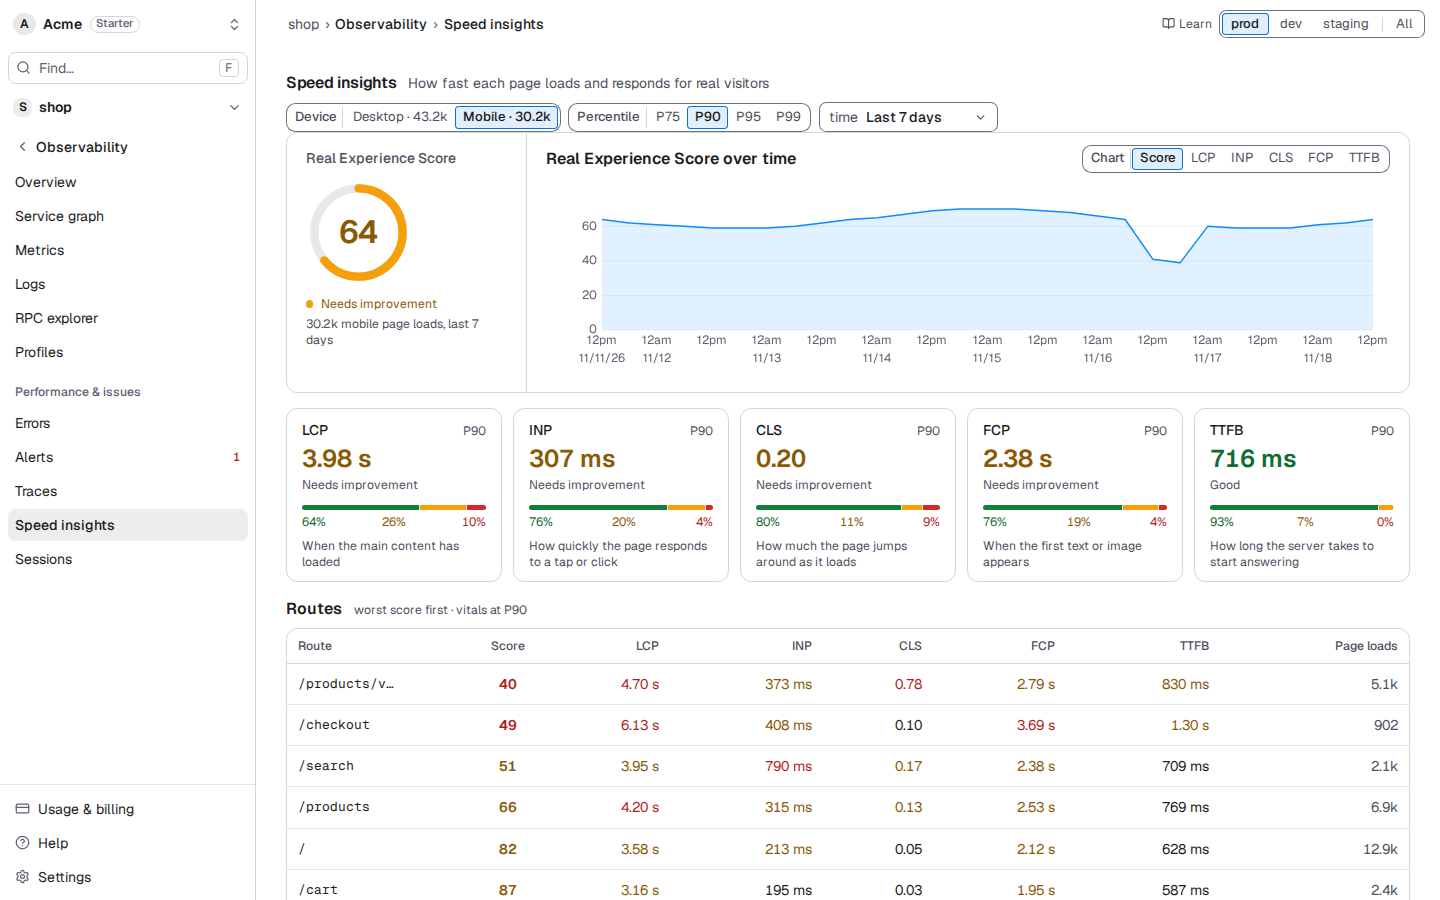 A Acme Starter
Find... F
S shop
Observability
Overview
Service graph
Metrics
Logs
RPC explorer
Profiles
Performance & issues
Errors
Alerts 1
Traces
Speed insights
Sessions
Usage & billing
Help
Settings
shop › Observability › Speed insights
Learn prod dev staging All
Speed insights How fast each page loads and responds for real visitors
Device Desktop · 43.2k Mobile · 30.2k Percentile P75 P90 P95 P99 time Last 7 days
Real Experience Score
64
Needs improvement
30.2k mobile page loads, last 7
days
Real Experience Score over time
Chart Score LCP INP CLS FCP TTFB
60
40
20
0
12pm 12am 12pm 12am 12pm 12am 12pm 12am 12pm 12am 12pm 12am 12pm 12am 12pm
11/11/26 11/12 11/13 11/14 11/15 11/16 11/17 11/18
LCP P90
3.98 s
Needs improvement
64% 26% 10%
When the main content has
loaded
INP P90
307 ms
Needs improvement
76% 20% 4%
How quickly the page responds
to a tap or click
CLS P90
0.20
Needs improvement
80% 11% 9%
How much the page jumps
around as it loads
FCP P90
2.38 s
Needs improvement
76% 19% 4%
When the first text or image
appears
TTFB P90
716 ms
Good
93% 7% 0%
How long the server takes to
start answering
Routes worst score first · vitals at P90
Route Score LCP INP CLS FCP TTFB Page loads
/products/v… 40 4.70 s 373 ms 0.78 2.79 s 830 ms 5.1k
/checkout 49 6.13 s 408 ms 0.10 3.69 s 1.30 s 902
/search 51 3.95 s 790 ms 0.17 2.38 s 709 ms 2.1k
/products 66 4.20 s 315 ms 0.13 2.53 s 769 ms 6.9k
/ 82 3.58 s 213 ms 0.05 2.12 s 628 ms 12.9k
/cart 87 3.16 s 195 ms 0.03 1.95 s 587 ms 2.4k